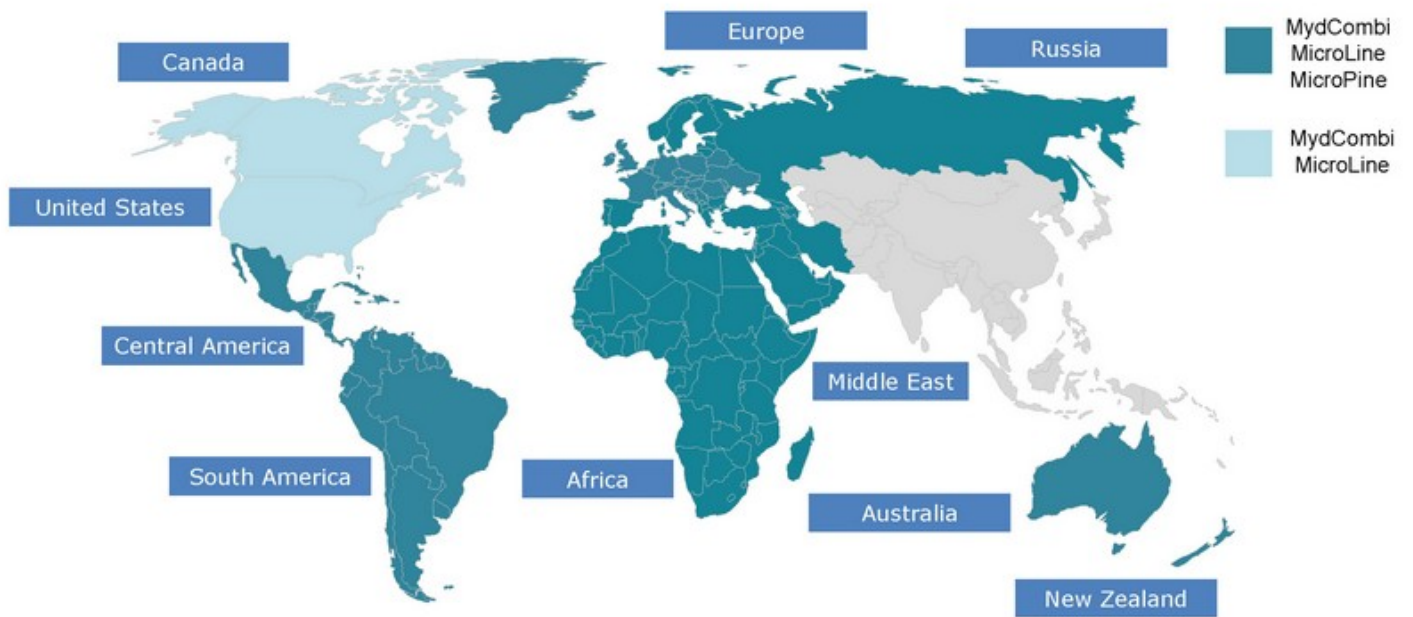 Europe
Russia
Canada
MydCombi
MicroLine
MicroPine
MydCombi
MicroLine
United States
Central America
Middle East
South America
Africa
Australia
New Zealand